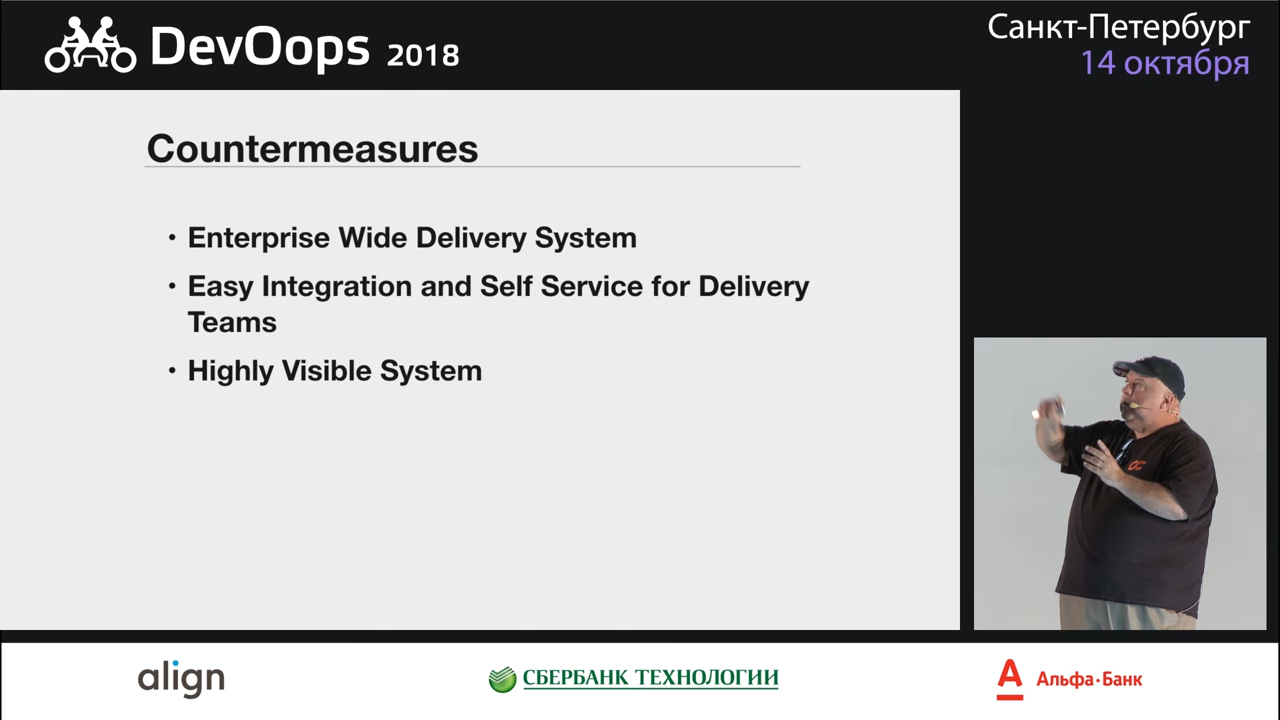 DevOops 2018
Санкт-Петербург
14 октября
Countermeasures
• Enterprise Wide Delivery System
• Easy Integration and Self Service for Delivery
Teams
• Highly Visible System
align
СБЕРБАНК ТЕХНОЛОГИИ
Альфа·Банк